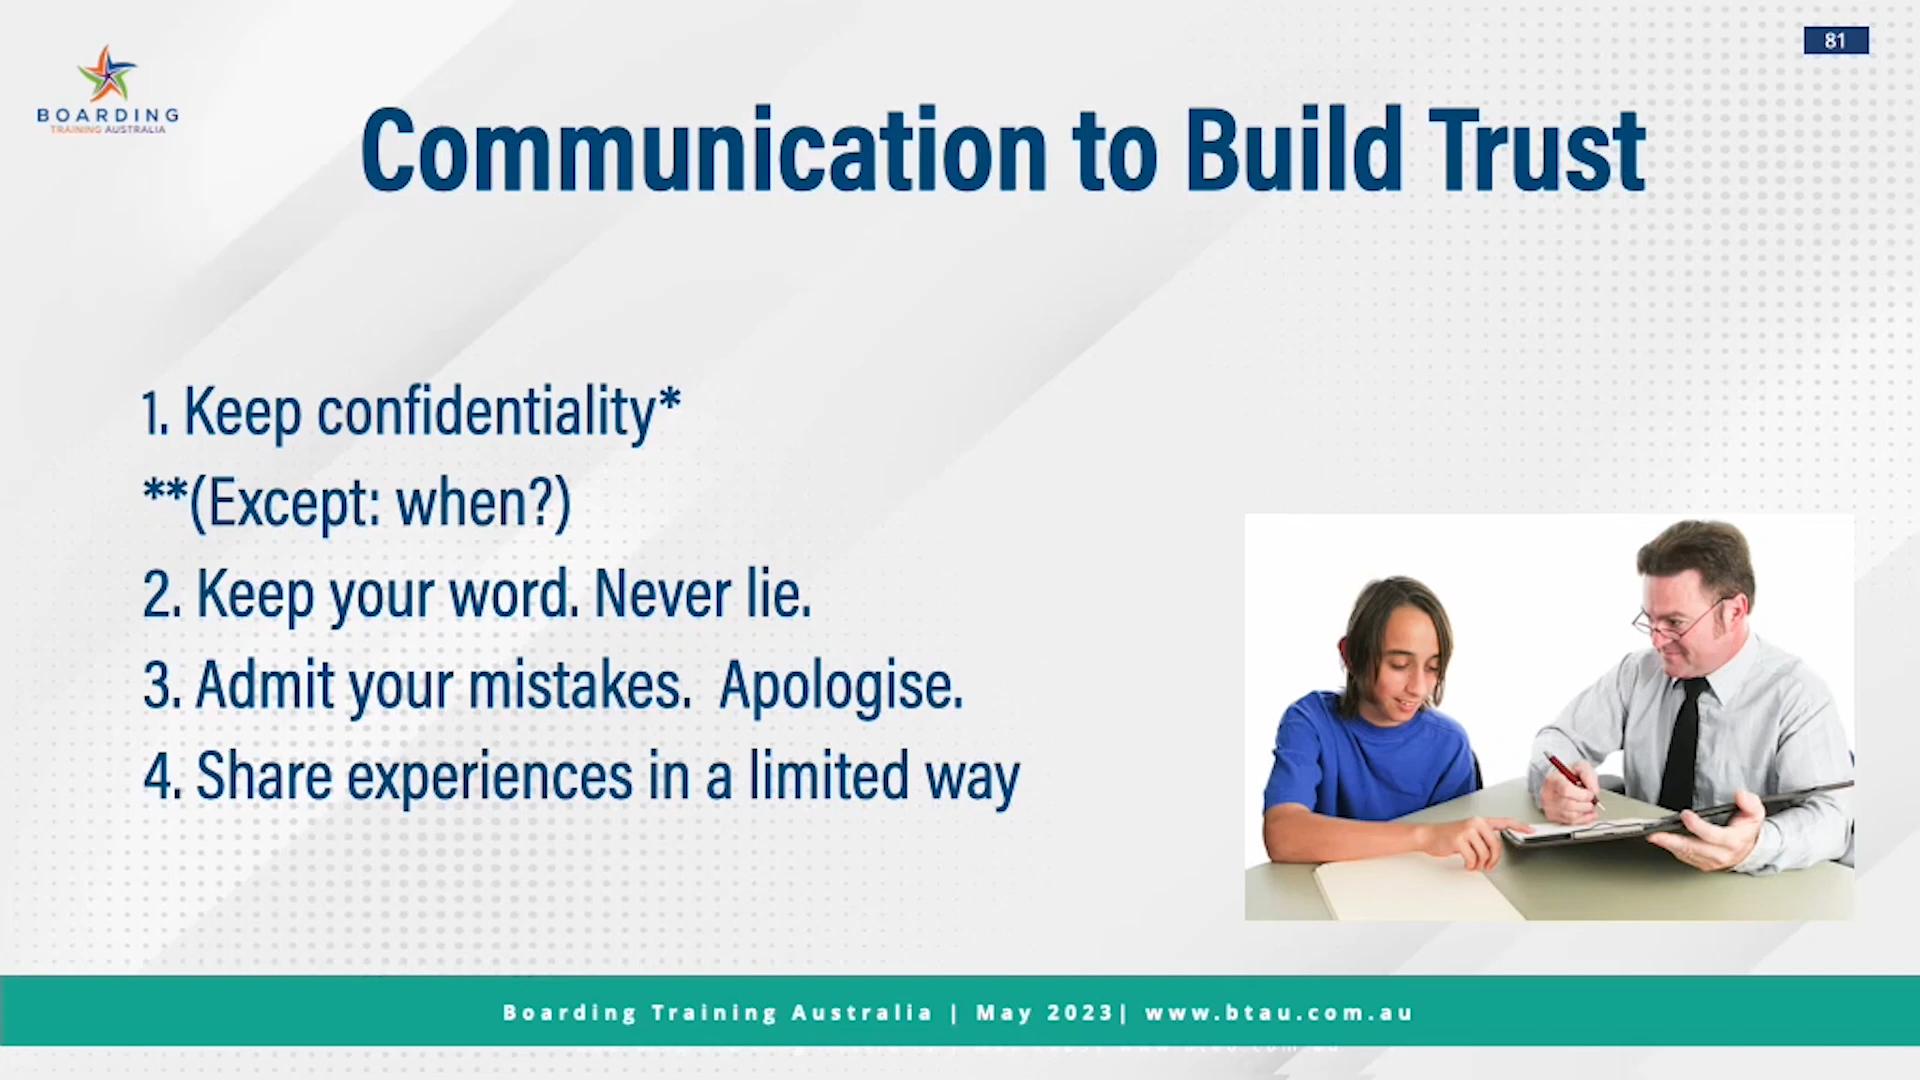 81
BOARDING
TRAINING AUSTRALIA
Communication to Build Trust
1. Keep confidentiality*
**(Except: when?)
2. Keep your word. Never lie.
3. Admit your mistakes.  Apologise.
4. Share experiences in a limited way
Boarding Training Australia | May 2023| www.btau.com.au